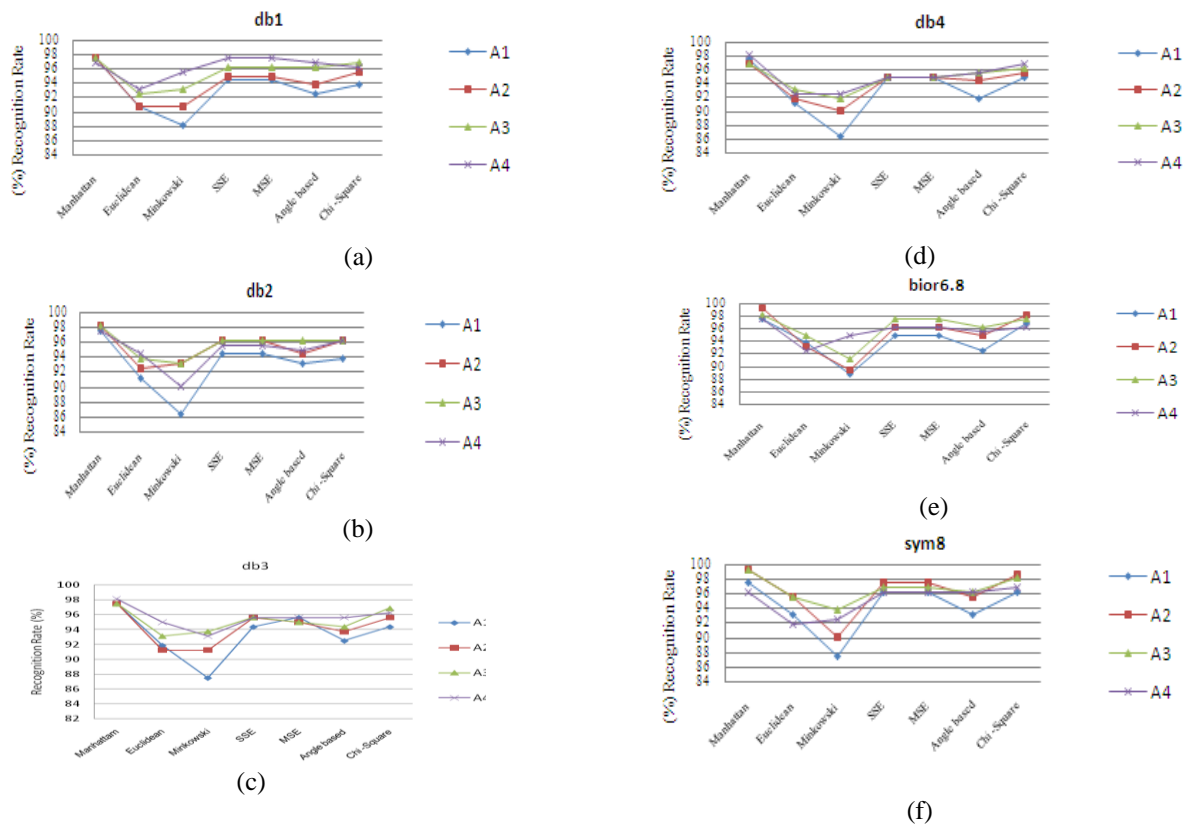 db1
(%) Recognition Rate
100
98
96
94
92
90
88
86
84
Manhattan
Euclidean
Minkowski
SSE
MSE
Angle based
Chi -Square
A1
A2
A3
A4
(a)
db2
(%) Recognition Rate
100
98
96
94
92
90
88
86
84
Manhattan
Euclidean
Minkowski
SSE
MSE
Angle based
Chi -Square
A1
A2
A3
A4
(b)
db3
Recognition Rate (%)
100
98
96
94
92
90
88
86
84
82
Manhattam
Euclidean
Minkowski
SSE
MSE
Angle based
Chi-Square
A1
A2
A3
A4
(c)
db4
(%) Recognition Rate
100
98
96
94
92
90
88
86
84
Manhattan
Euclidean
Minkowski
SSE
MSE
Angle based
Chi -Square
A1
A2
A3
A4
(d)
bior6.8
(%) Recognition Rate
100
98
96
94
92
90
88
86
84
Manhattan
Euclidean
Minkowski
SSE
MSE
Angle based
Chi -Square
A1
A2
A3
A4
(e)
sym8
(%) Recognition Rate
100
98
96
94
92
90
88
86
84
Manhattan
Euclidean
Minkowski
SSE
MSE
Angle based
Chi -Square
A1
A2
A3
A4
(f)